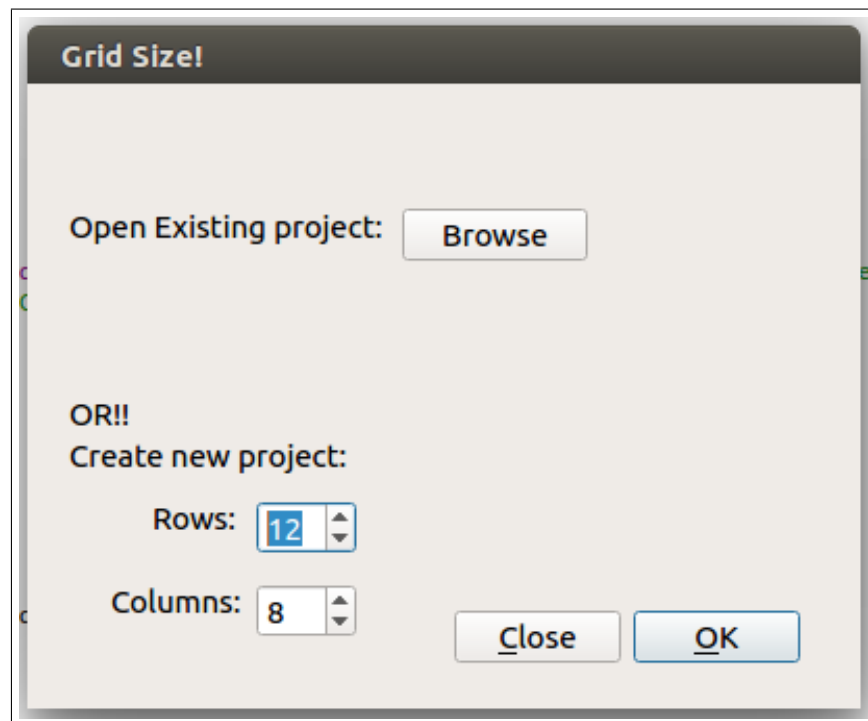 Grid Size!
Open Existing project: Browse
OR!!
Create new project:
Rows: 12
Columns: 8
Close OK